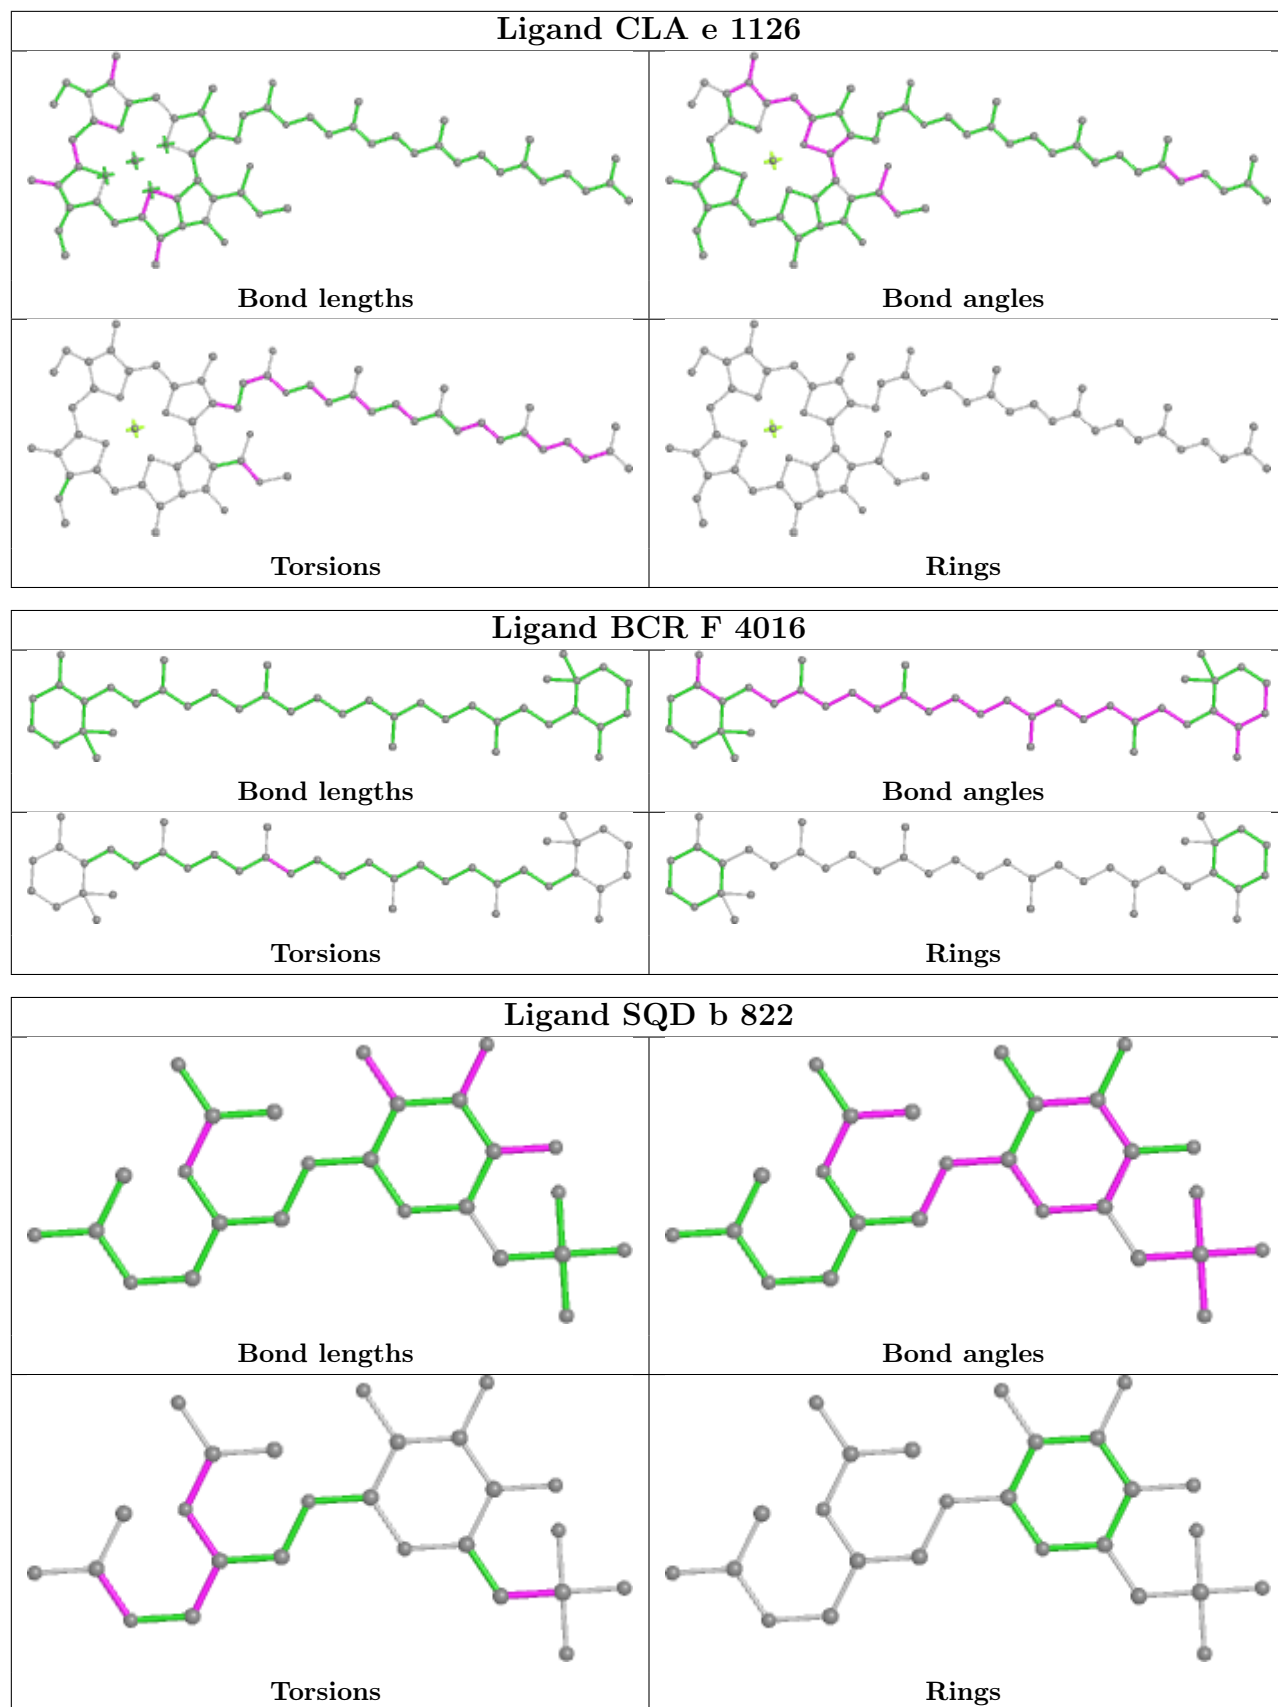 Ligand CLA e 1126
Bond lengths
Bond angles
Torsions
Rings
Ligand BCR F 4016
Bond lengths
Bond angles
Torsions
Rings
Ligand SQD b 822
Bond lengths
Bond angles
Torsions
Rings